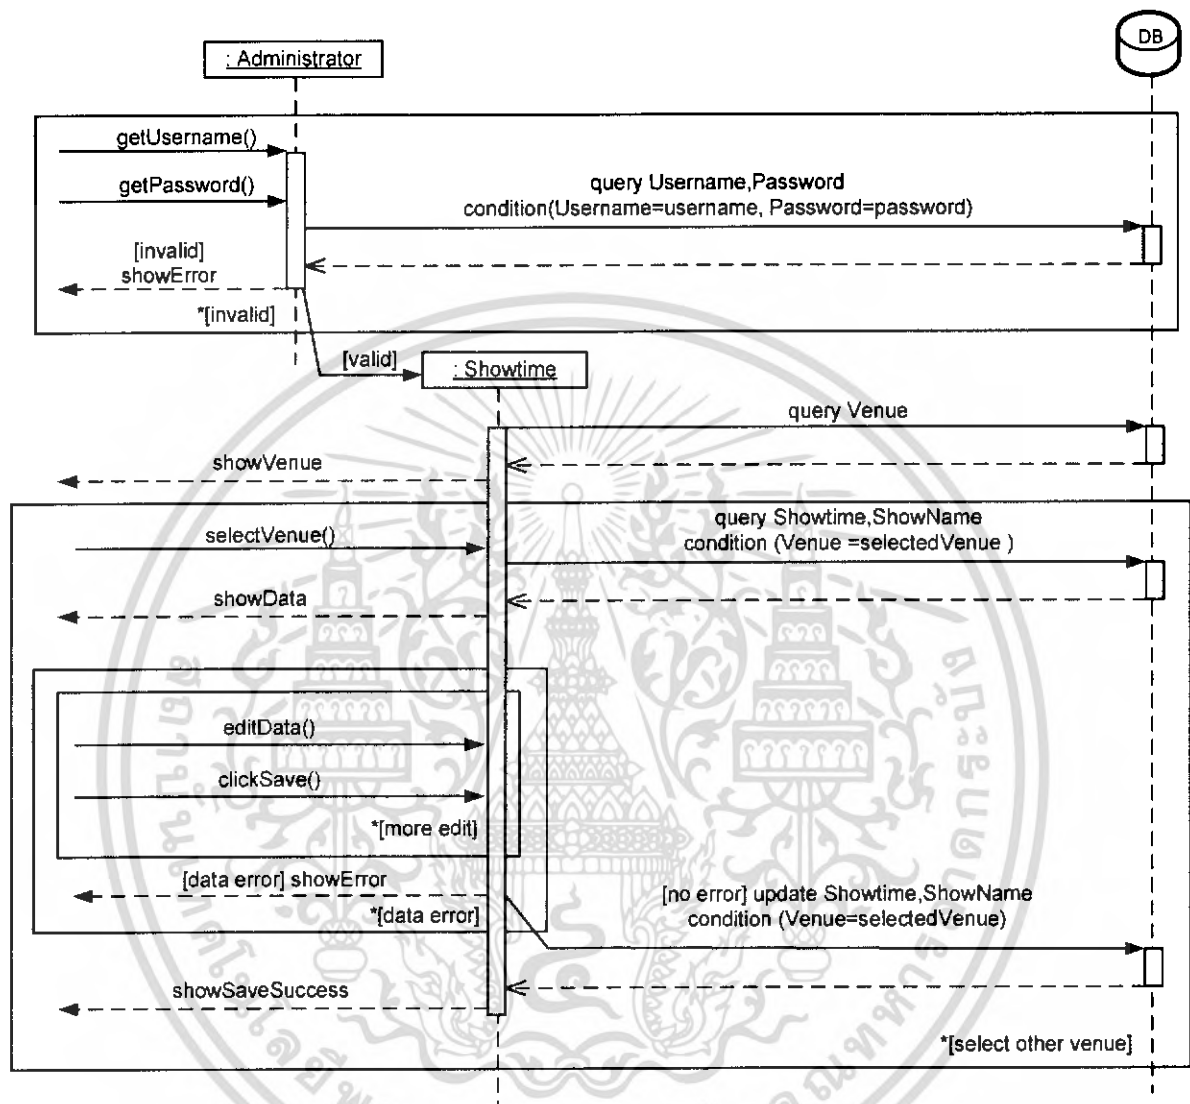 DB
: Administrator
getUsername()
getPassword()
query Username,Password
condition(Username=username, Password=password)
[invalid]
showError
*[invalid]
[valid]
: Showtime
query Venue
showVenue
selectVenue()
query Showtime,ShowName
condition (Venue =selectedVenue )
showData
editData()
clickSave()
*[more edit]
[data error] showError
*[data error]
[no error] update Showtime,ShowName
condition (Venue=selectedVenue)
showSaveSuccess
*[select other venue]